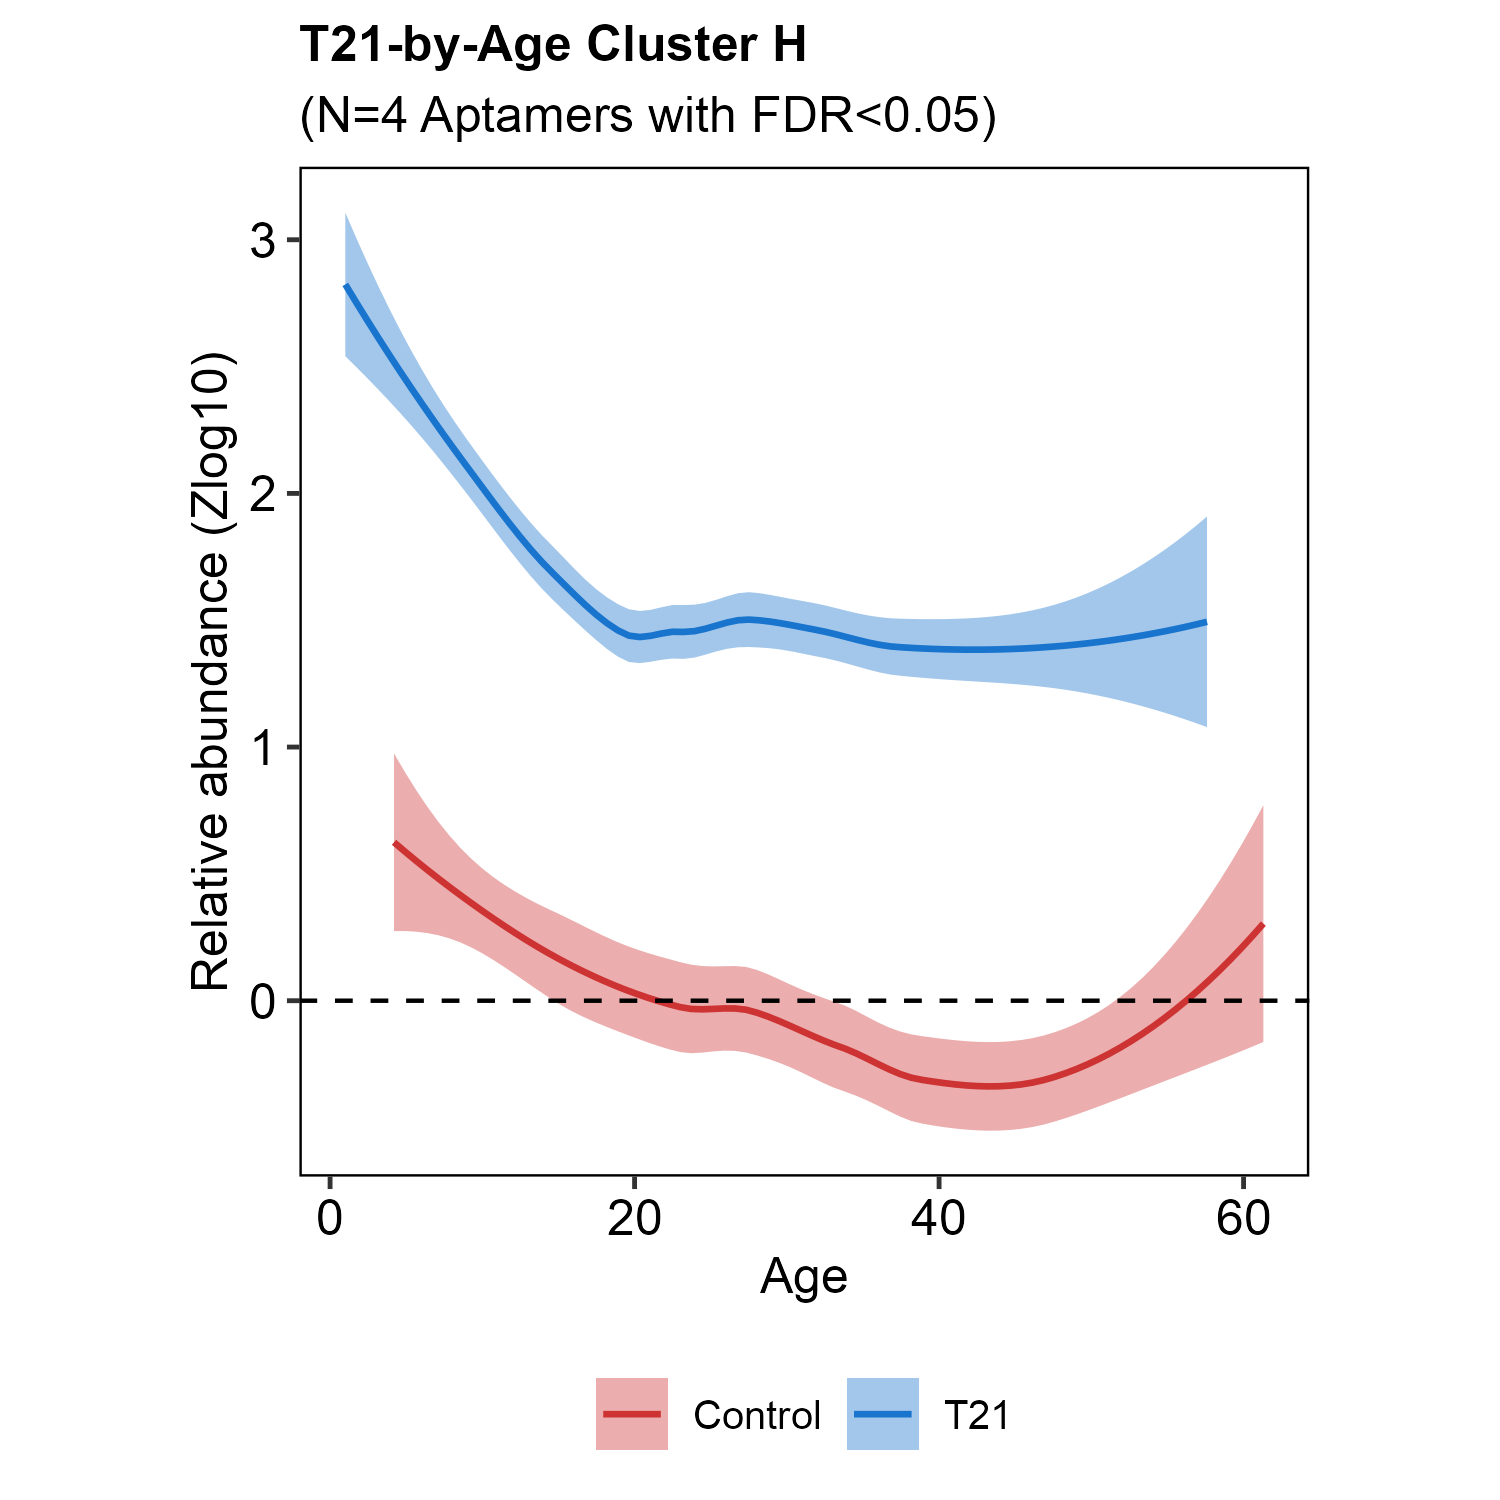 T21-by-Age Cluster H
(N=4 Aptamers with FDR<0.05)
Relative abundance (Zlog10)
3
2
1
0
0 20 40 60
Age
Control T21